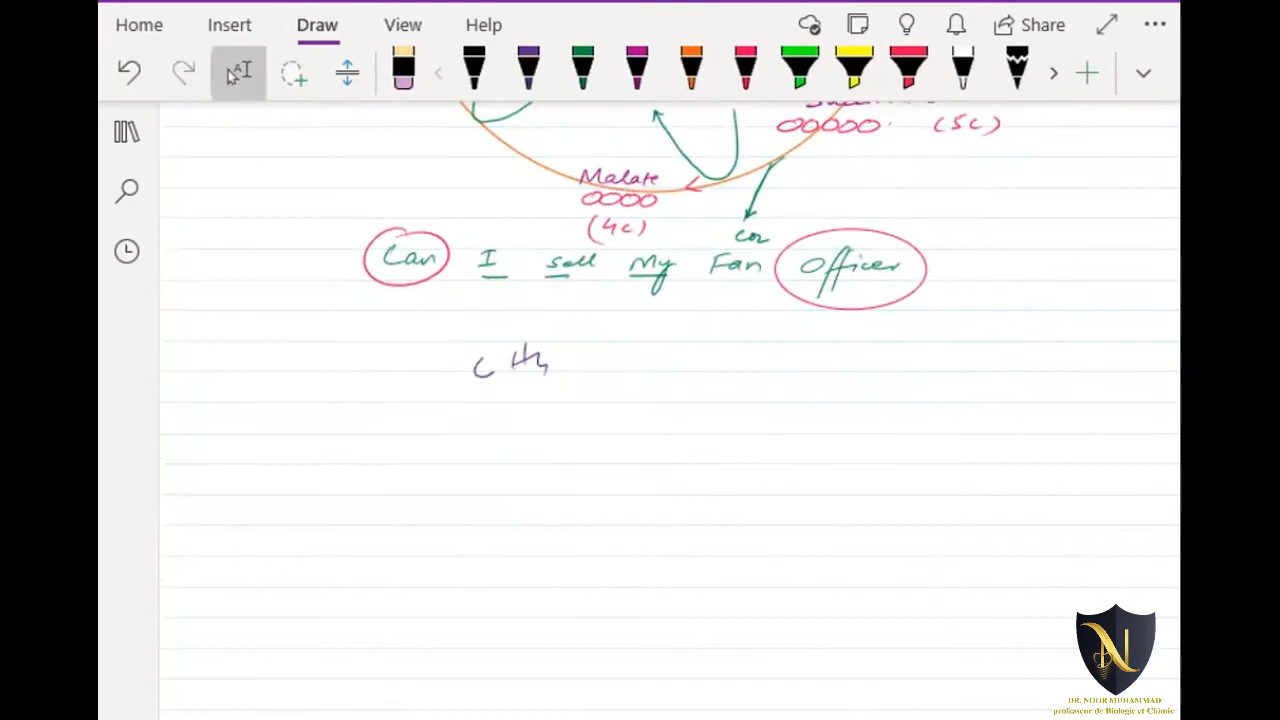 Home Insert Draw View Help Share
00000 (5c)
Malate
0000
(4c)
Can I sell My Fan Officer
DR. NOOR MUHAMMAD
professeur de Biologie et Chimie